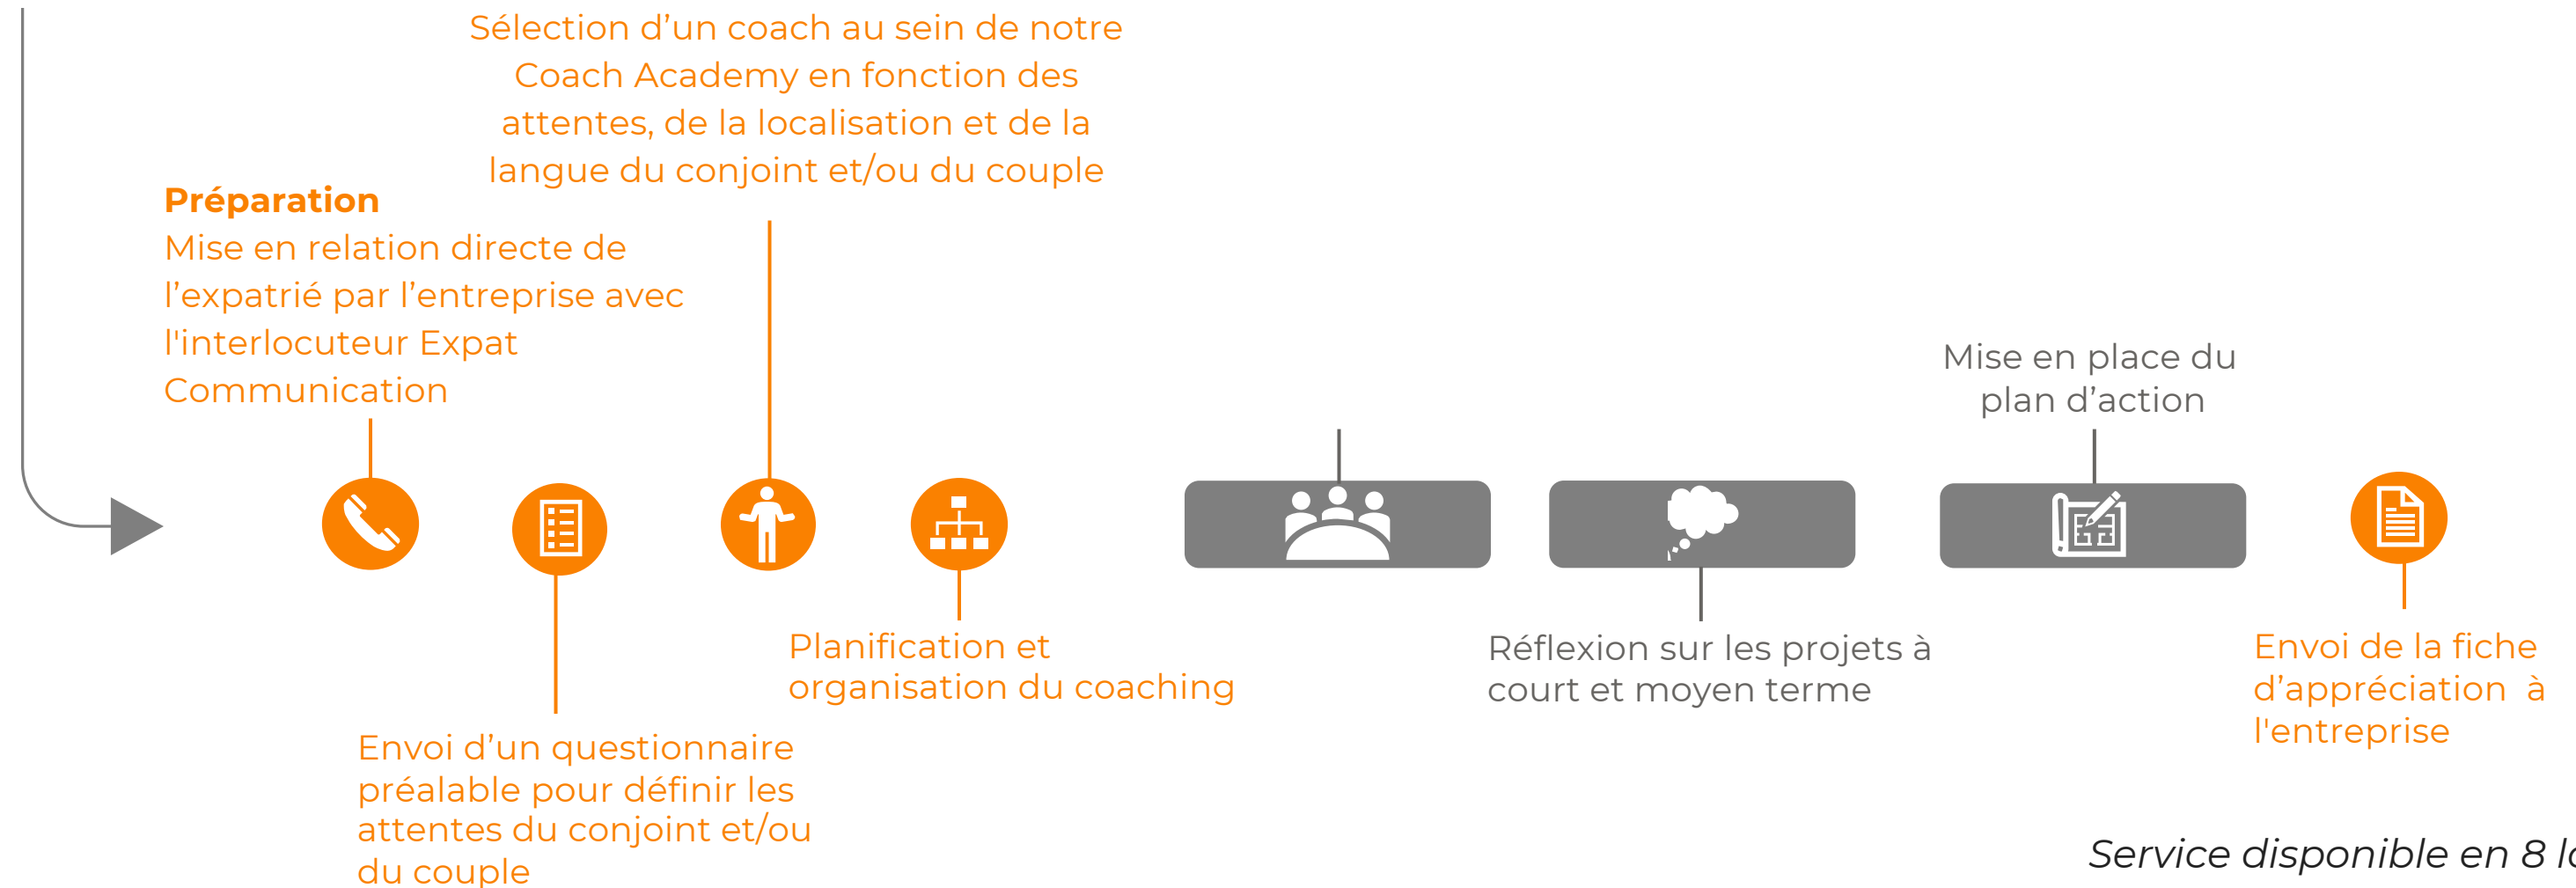 Sélection d’un coach au sein de notre
Coach Academy en fonction des
attentes, de la localisation et de la
langue du conjoint et/ou du couple
Préparation
Mise en relation directe de
l’expatrié par l’entreprise avec
l'interlocuteur Expat
Communication
Mise en place du
plan d’action
Planification et
organisation du coaching
Réflexion sur les projets à
court et moyen terme
Envoi de la fiche
d’appréciation à
l'entreprise
Envoi d’un questionnaire
préalable pour définir les
attentes du conjoint et/ou
du couple
Service disponible en 8